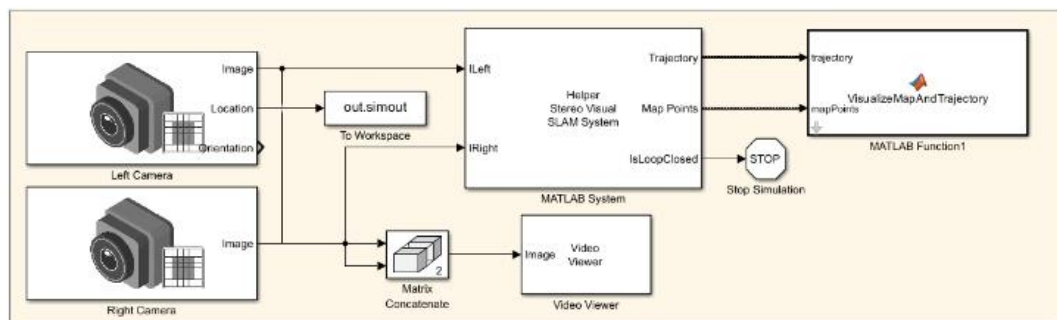 Image
Location
Orientation
Left Camera
Image
Right Camera
out.simout
To Workspace
ILeft
IRight
Helper
Stereo Visual
SLAM System
Trajectory
Map Points
IsLoopClosed
MATLAB System
STOP
Stop Simulation
trajectory
VisualizeMapAndTrajectory
mapPoints
MATLAB Function1
2
Matrix
Concatenate
Image
Video
Viewer
Video Viewer